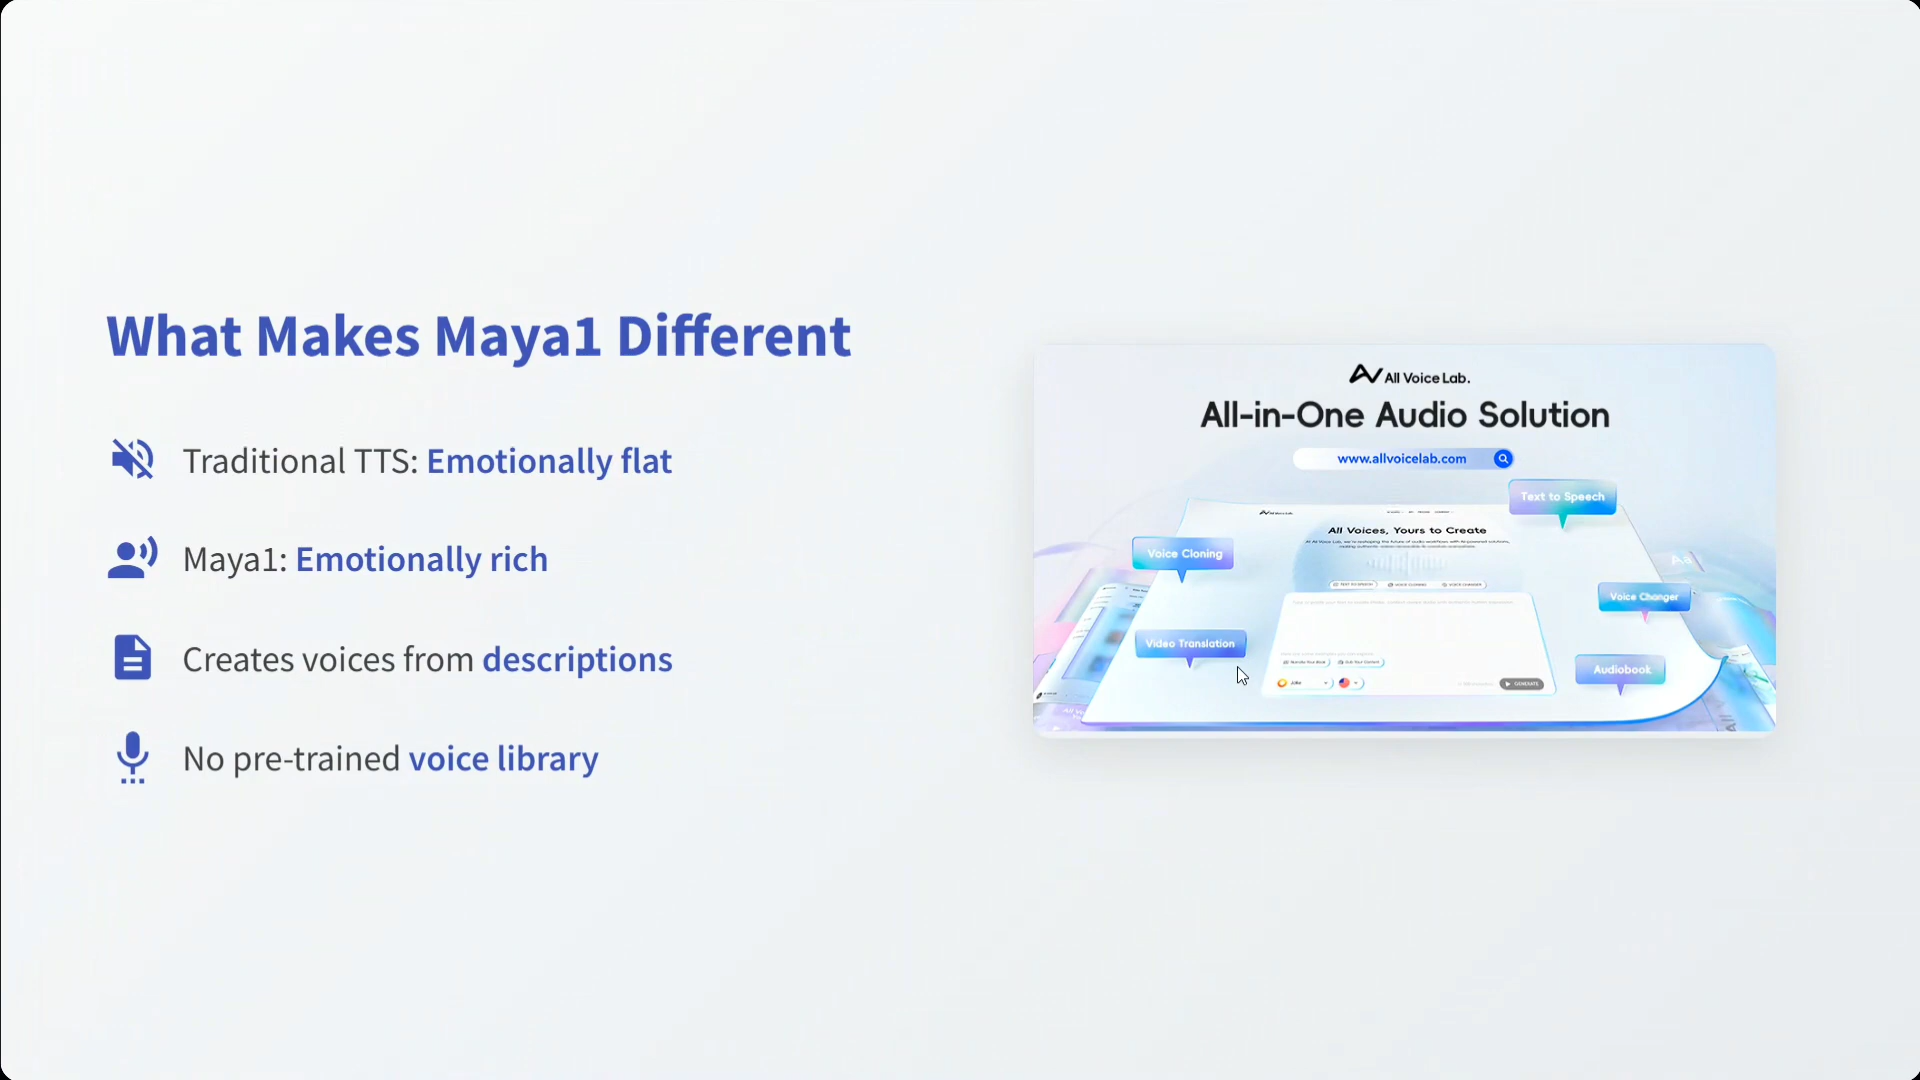 What Makes Maya1 Different
Traditional TTS: Emotionally flat
Maya1: Emotionally rich
Creates voices from descriptions
No pre-trained voice library
All Voice Lab.
All-in-One Audio Solution
www.allvoicelab.com
Text to Speech
All Voices, Yours to Create
Voice Cloning
Voice Changer
Video Translation
Audiobook
GENERATE